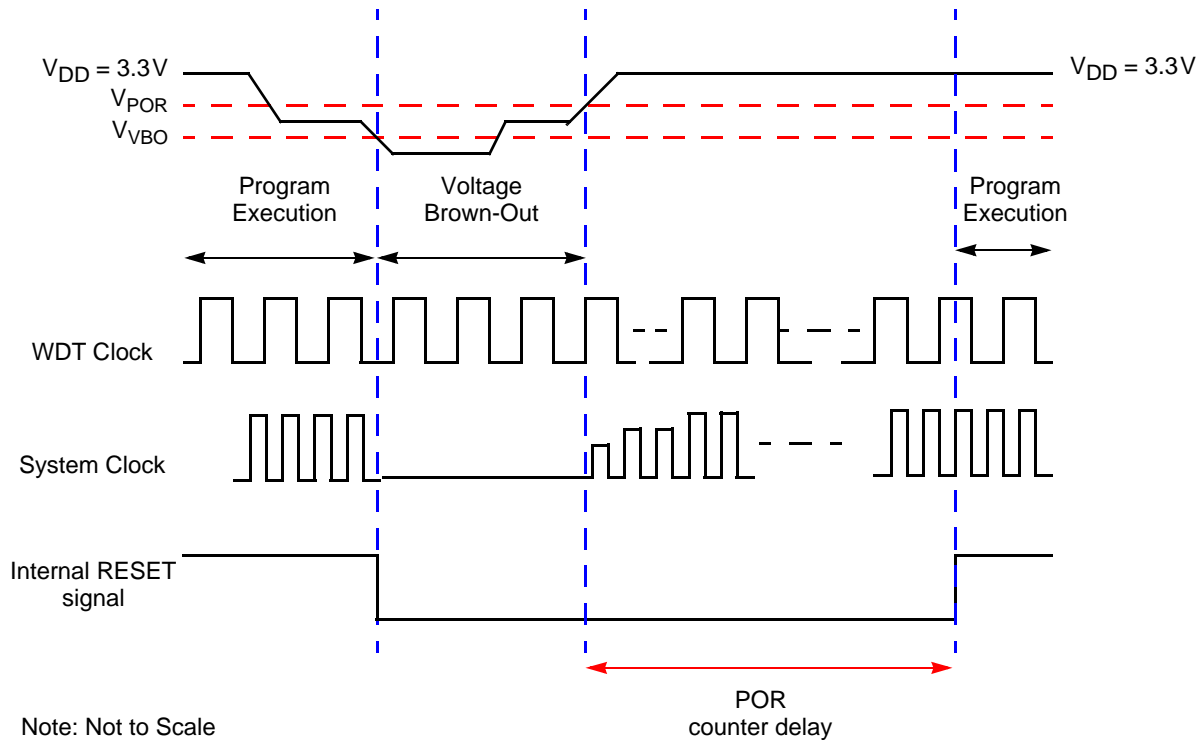 VDD = 3.3V
VDD = 3.3V
VPOR
VVBO
Program
Execution
Voltage
Brown-Out
Program
Execution
WDT Clock
System Clock
Internal RESET
signal
POR
counter delay
Note: Not to Scale